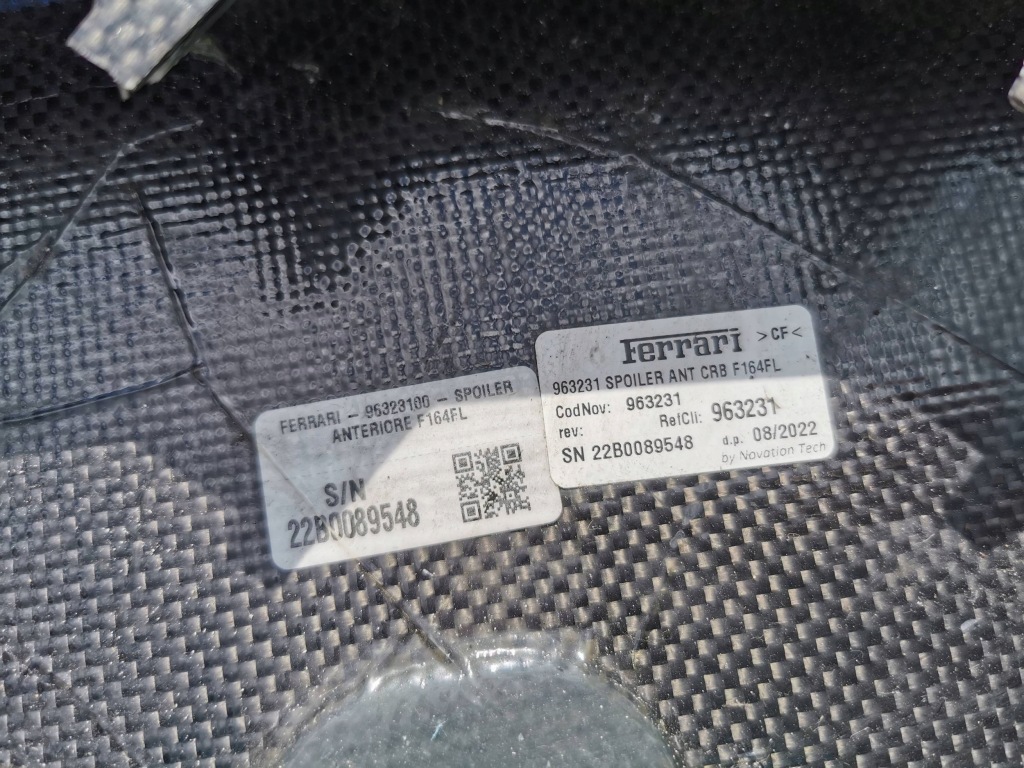 FERRARI - 96323100 - SPOILER
ANTERIORE F164FL
S/N
22B0089548
Ferrari >CF<
963231 SPOILER ANT CRB F164FL
CodNov: 963231
rev: RefCli: 963231
SN 22B0089548 d.p. 08/2022
by Novation Tech